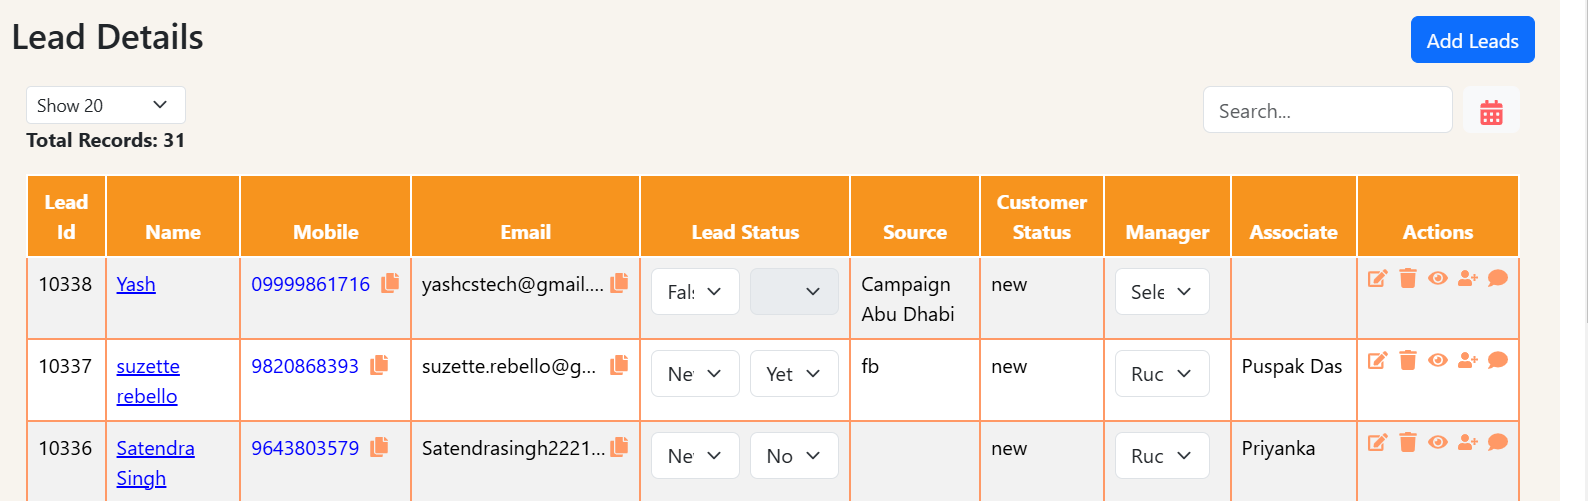 Lead Details
Add Leads
Show 20
Search...
Total Records: 31
Lead Id Name Mobile Email Lead Status Source Customer Status Manager Associate Actions
10338 Yash 09999861716 yashcstech@gmail.... Fal Campaign Abu Dhabi new Sele
10337 suzette rebello 9820868393 suzette.rebello@g... Ne Yet fb new Ruc Puspak Das
10336 Satendra Singh 9643803579 Satendrasingh2221... Ne No new Ruc Priyanka